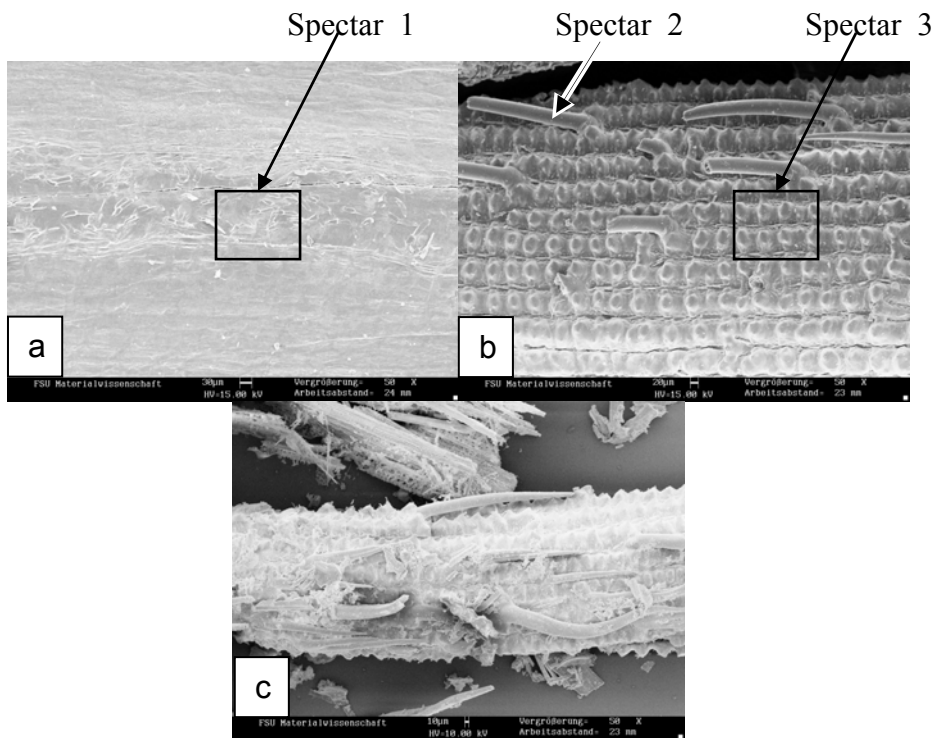 Spectar 1
Spectar 2
Spectar 3
a
FSU Materialwissenschaft
30µm
HV=15.00 kV
Vergrößerung= 50 X
Arbeitsabstand= 24 mm
b
FSU Materialwissenschaft
20µm
HV=15.00 kV
Vergrößerung= 50 X
Arbeitsabstand= 23 mm
c
FSU Materialwissenschaft
10µm
HV=10.00 kV
Vergrößerung= 50 X
Arbeitsabstand= 23 mm